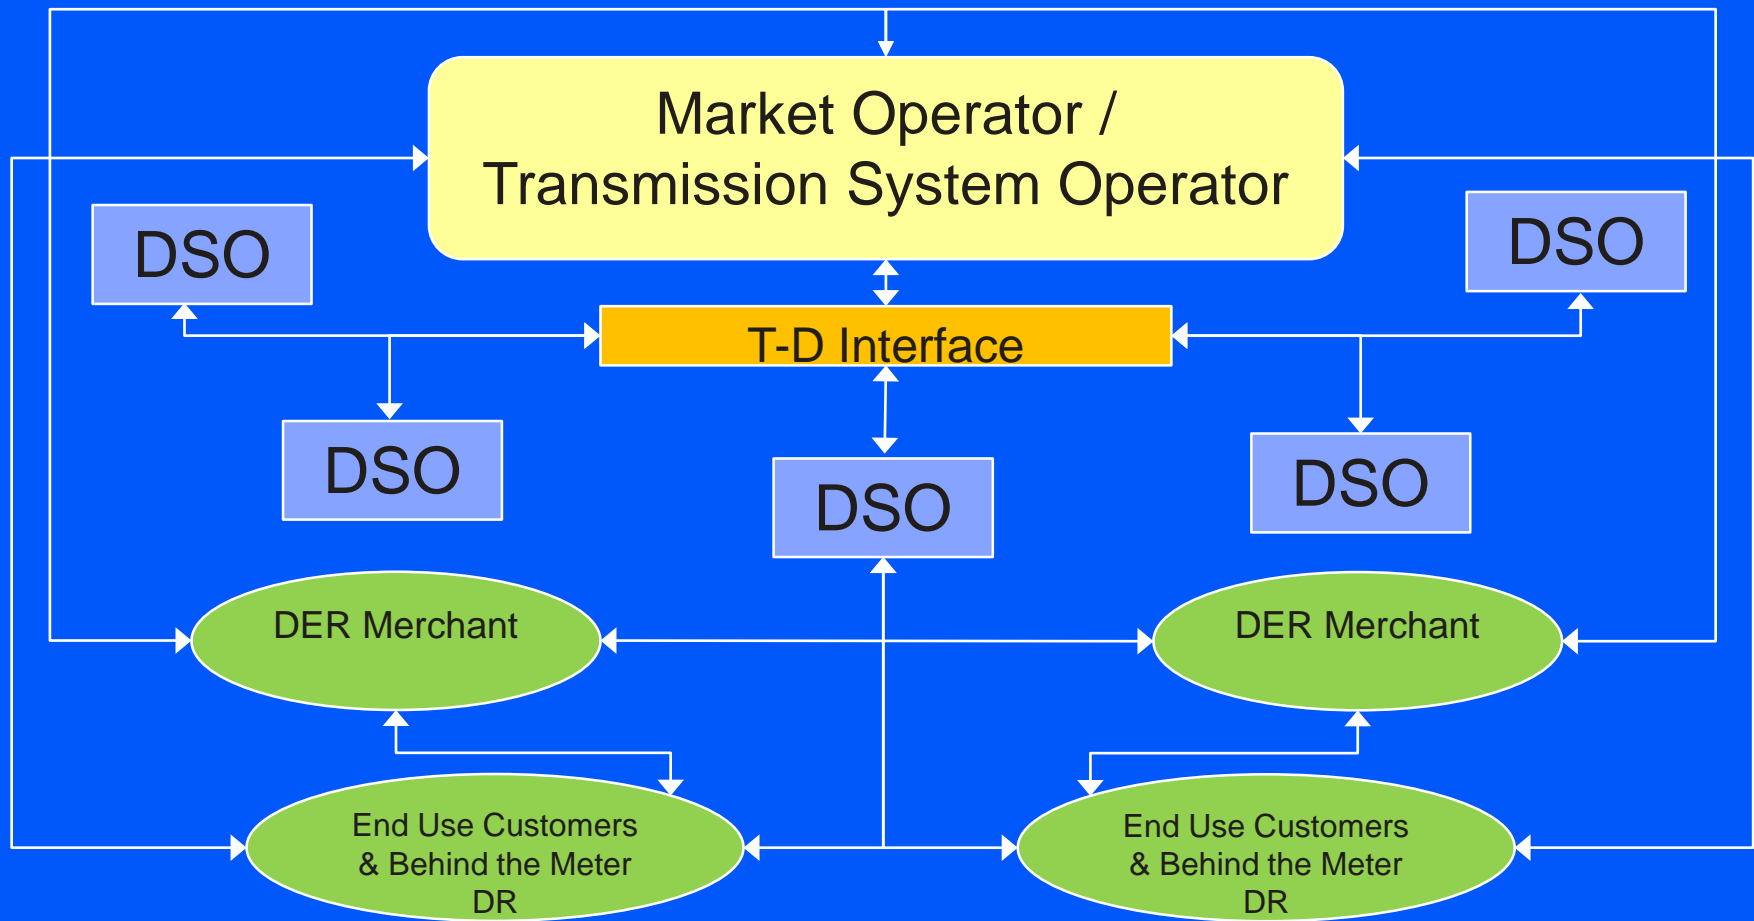 Market Operator /
Transmission System Operator
DSO
DSO
T-D Interface
DSO
DSO
DSO
DER Merchant
DER Merchant
End Use Customers
& Behind the Meter
DR
End Use Customers
& Behind the Meter
DR